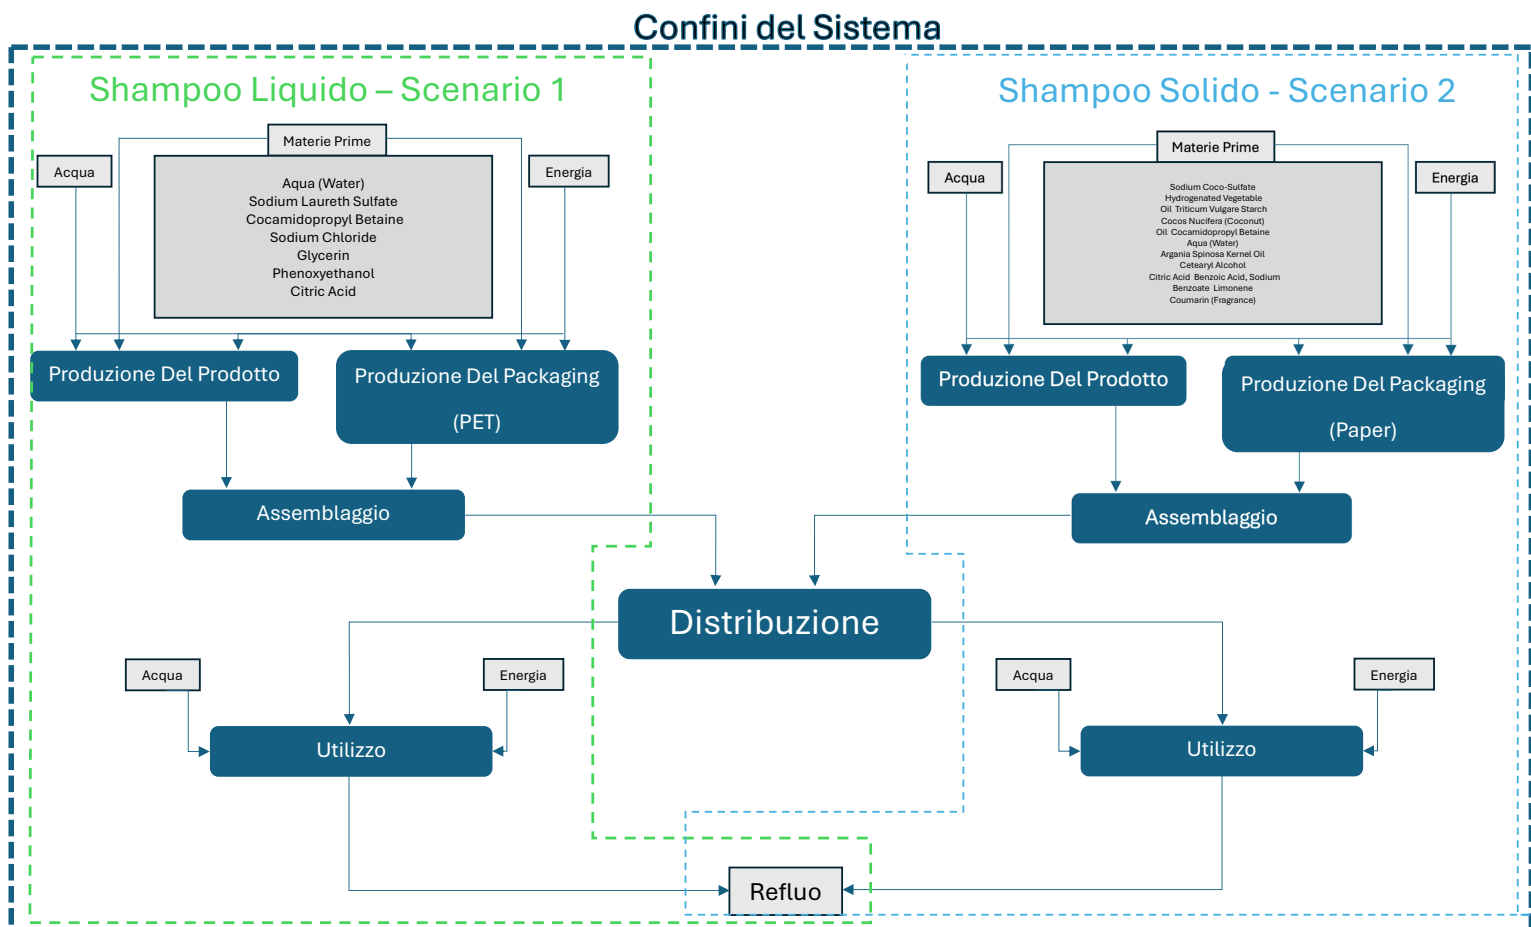 Confini del Sistema
Shampoo Liquido – Scenario 1
Materie Prime
Acqua
Energia
Aqua (Water)
Sodium Laureth Sulfate
Cocamidopropyl Betaine
Sodium Chloride
Glycerin
Phenoxyethanol
Citric Acid
Produzione Del Prodotto
Produzione Del Packaging
(PET)
Assemblaggio
Shampoo Solido - Scenario 2
Materie Prime
Acqua
Energia
Sodium Coco-Sulfate
Hydrogenated Vegetable
Oil Triticum Vulgare Starch
Cocos Nucifera (Coconut)
Oil Cocamidopropyl Betaine
Aqua (Water)
Argania Spinosa Kernel Oil
Cetearyl Alcohol
Citric Acid Benzoic Acid, Sodium
Benzoate Limonene
Coumarin (Fragrance)
Produzione Del Prodotto
Produzione Del Packaging
(Paper)
Assemblaggio
Distribuzione
Acqua
Energia
Utilizzo
Acqua
Energia
Utilizzo
Refluo